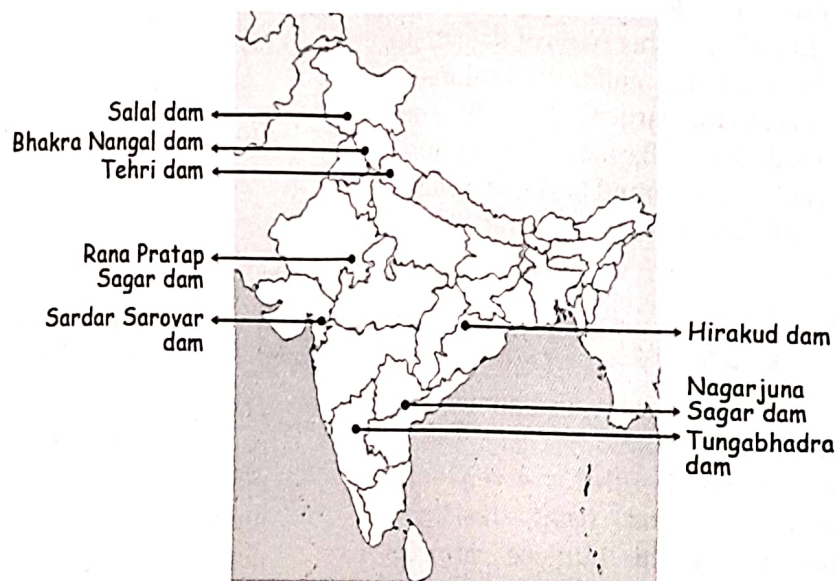 Salal dam
Bhakra Nangal dam
Tehri dam
Rana Pratap
Sagar dam
Sardar Sarovar
dam
Hirakud dam
Nagarjuna
Sagar dam
Tungabhadra
dam